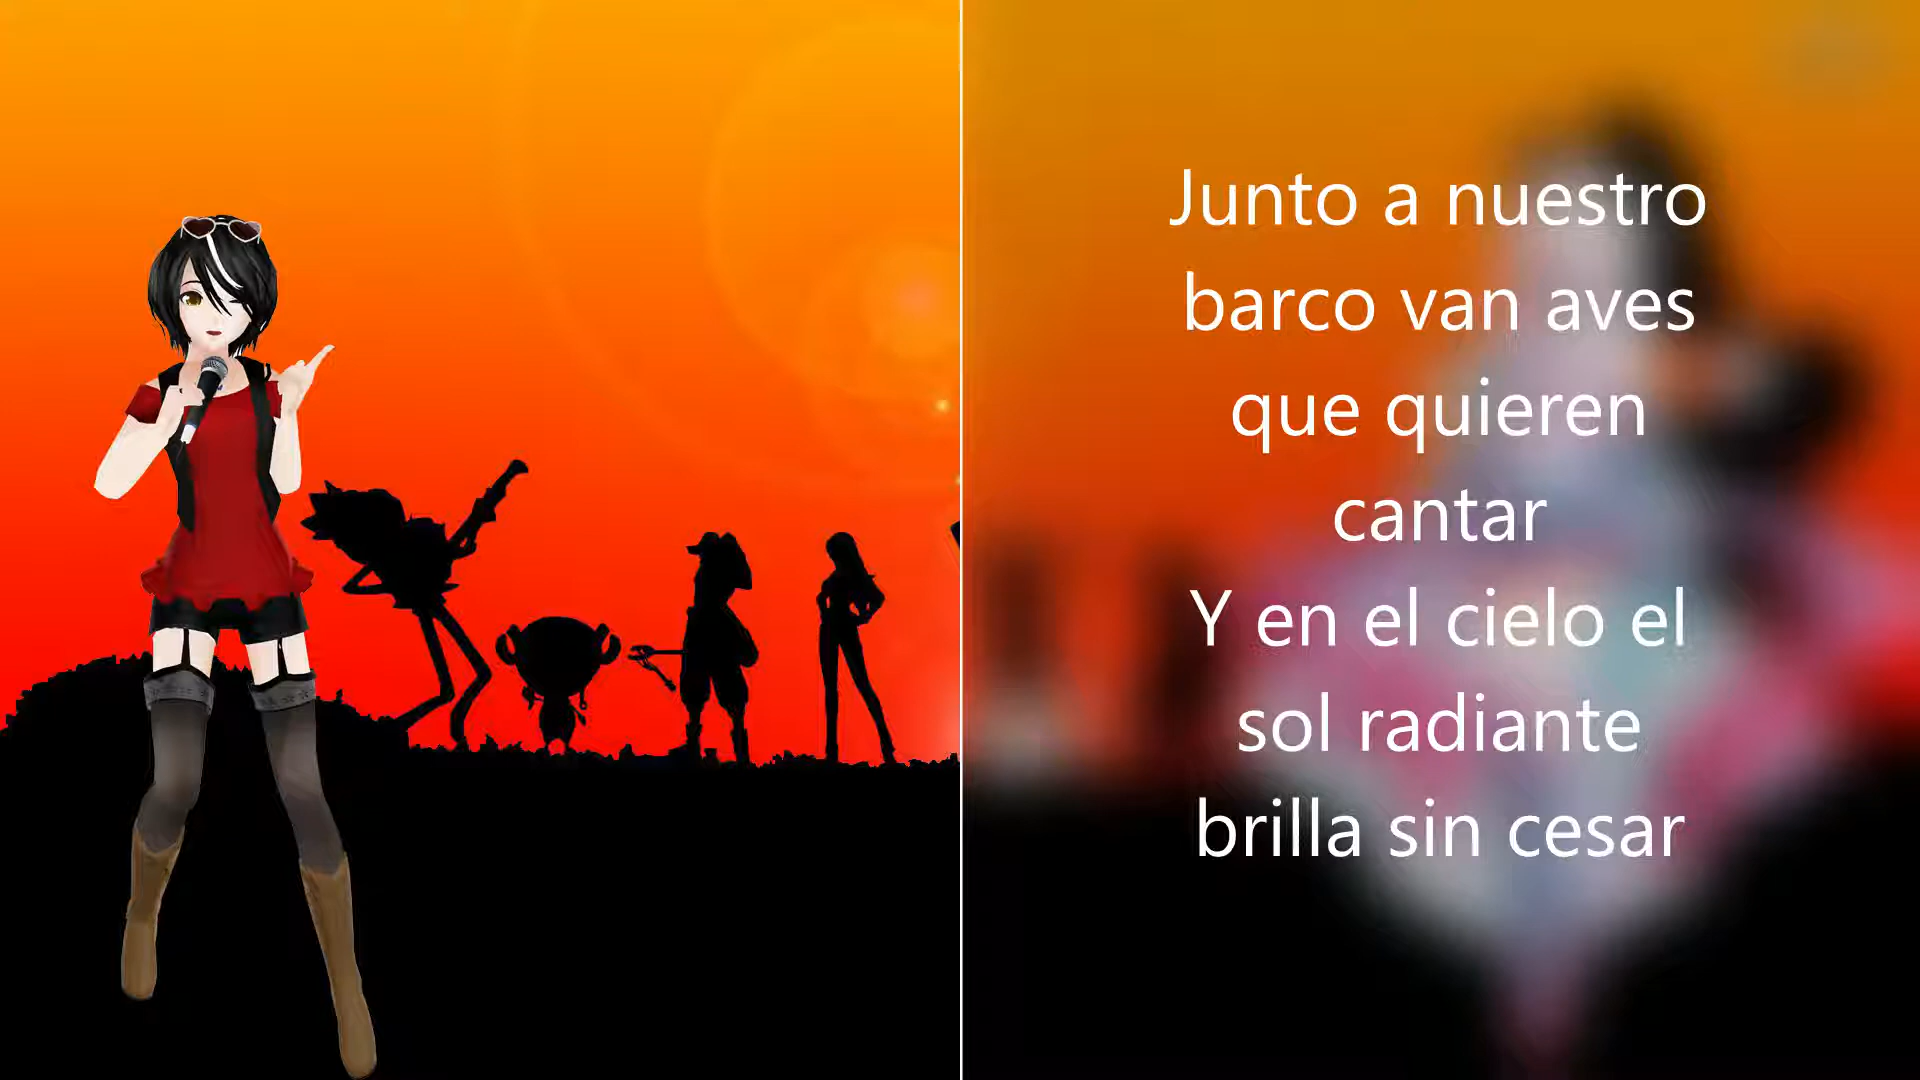 Junto a nuestro
barco van aves
que quieren
cantar
Y en el cielo el
sol radiante
brilla sin cesar